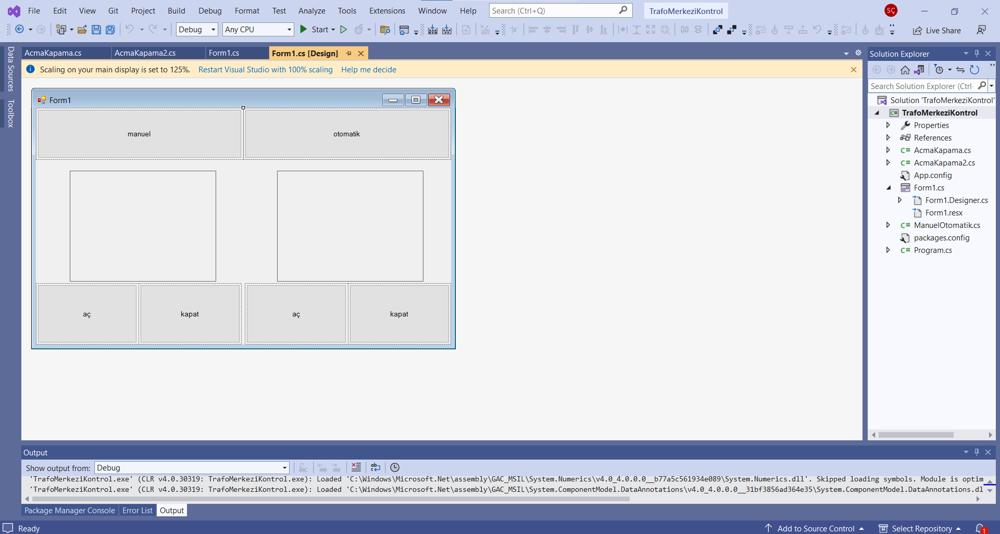 File Edit View Git Project Build Debug Format Test Analyze Tools Extensions Window Help Search (Ctrl+Q) TrafoMerkeziKontrol SÇ
Debug Any CPU Start Live Share
Data Sources
Toolbox
AcmaKapama.cs AcmaKapama2.cs Form1.cs Form1.cs [Design]
Scaling on your main display is set to 125%. Restart Visual Studio with 100% scaling Help me decide
Form1
manuel otomatik
aç kapat aç kapat
Solution Explorer
Search Solution Explorer (Ctrl
Solution 'TrafoMerkeziKontrol'
TrafoMerkeziKontrol
Properties
References
AcmaKapama.cs
AcmaKapama2.cs
App.config
Form1.cs
Form1.Designer.cs
Form1.resx
ManuelOtomatik.cs
packages.config
Program.cs
Output
Show output from: Debug
'TrafoMerkeziKontrol.exe' (CLR v4.0.30319: TrafoMerkeziKontrol.exe): Loaded 'C:\Windows\Microsoft.Net\assembly\GAC_MSIL\System.Numerics\v4.0_4.0.0.0__b77a5c561934e089\System.Numerics.dll'. Skipped loading symbols. Module is optim
'TrafoMerkeziKontrol.exe' (CLR v4.0.30319: TrafoMerkeziKontrol.exe): Loaded 'C:\Windows\Microsoft.Net\assembly\GAC_MSIL\System.ComponentModel.DataAnnotations\v4.0_4.0.0.0__31bf3856ad364e35\System.ComponentModel.DataAnnotations.dl
Package Manager Console Error List Output
Ready Add to Source Control Select Repository 1